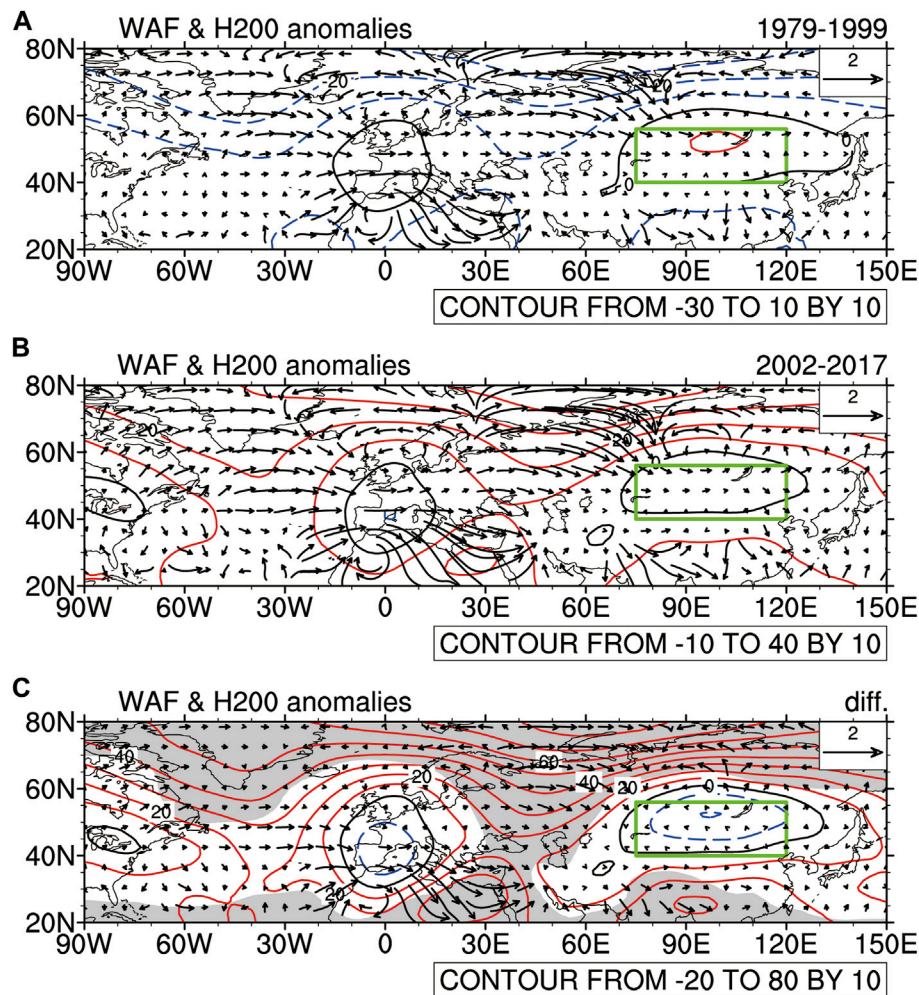 A
WAF & H200 anomalies 1979-1999
80N 60N 40N 20N
2
-20 -20 0 0
90W 60W 30W 0 30E 60E 90E 120E 150E
CONTOUR FROM -30 TO 10 BY 10
B
WAF & H200 anomalies 2002-2017
80N 60N 40N 20N
2
20 20
90W 60W 30W 0 30E 60E 90E 120E 150E
CONTOUR FROM -10 TO 40 BY 10
C
WAF & H200 anomalies diff.
80N 60N 40N 20N
2
40 60 20 40 20 0 20 20
90W 60W 30W 0 30E 60E 90E 120E 150E
CONTOUR FROM -20 TO 80 BY 10